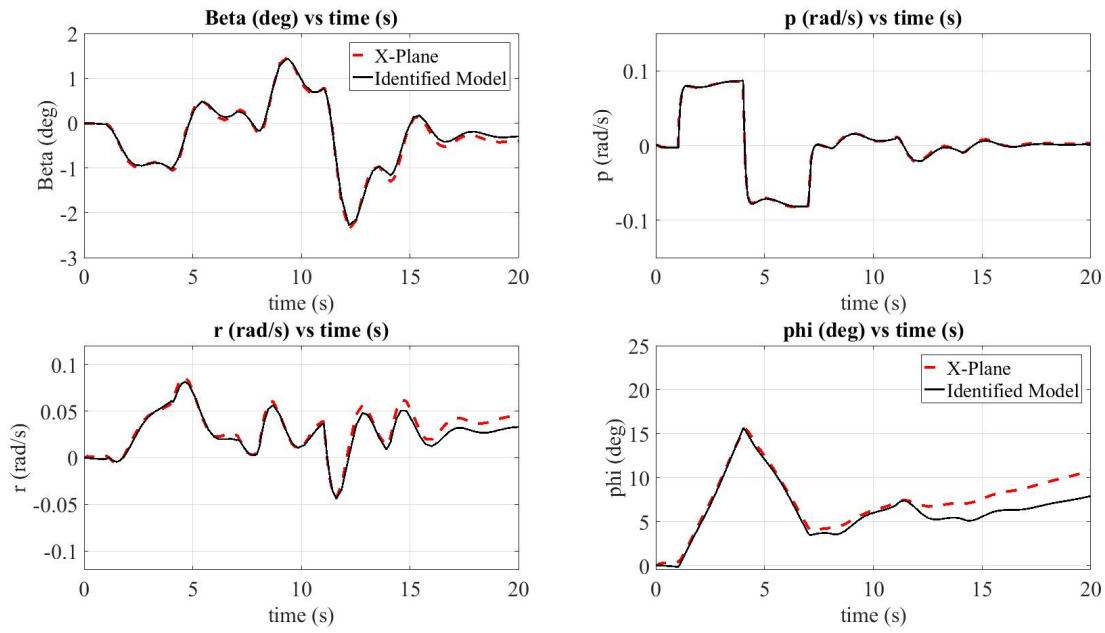 Beta (deg) vs time (s)
2
1
0
-1
-2
-3
Beta (deg)
X-Plane
Identified Model
0
5
10
15
20
time (s)
p (rad/s) vs time (s)
0.1
0
-0.1
p (rad/s)
0
5
10
15
20
time (s)
r (rad/s) vs time (s)
0.1
0.05
0
-0.05
-0.1
r (rad/s)
0
5
10
15
20
time (s)
phi (deg) vs time (s)
25
20
15
10
5
0
phi (deg)
X-Plane
Identified Model
0
5
10
15
20
time (s)